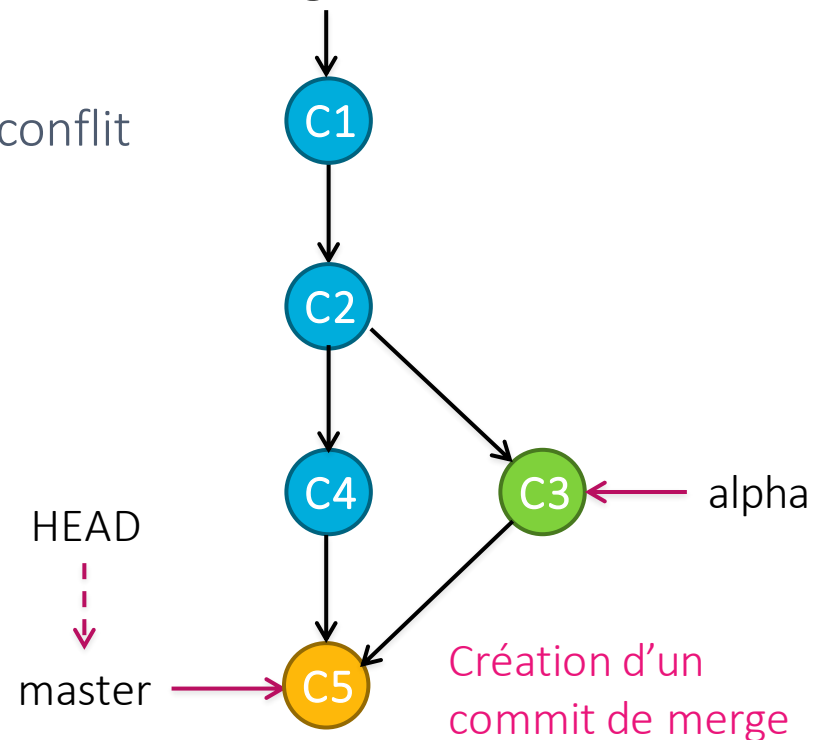 C1
conflit
C2
C4
C3
alpha
HEAD
master
C5
Création d’un
commit de merge